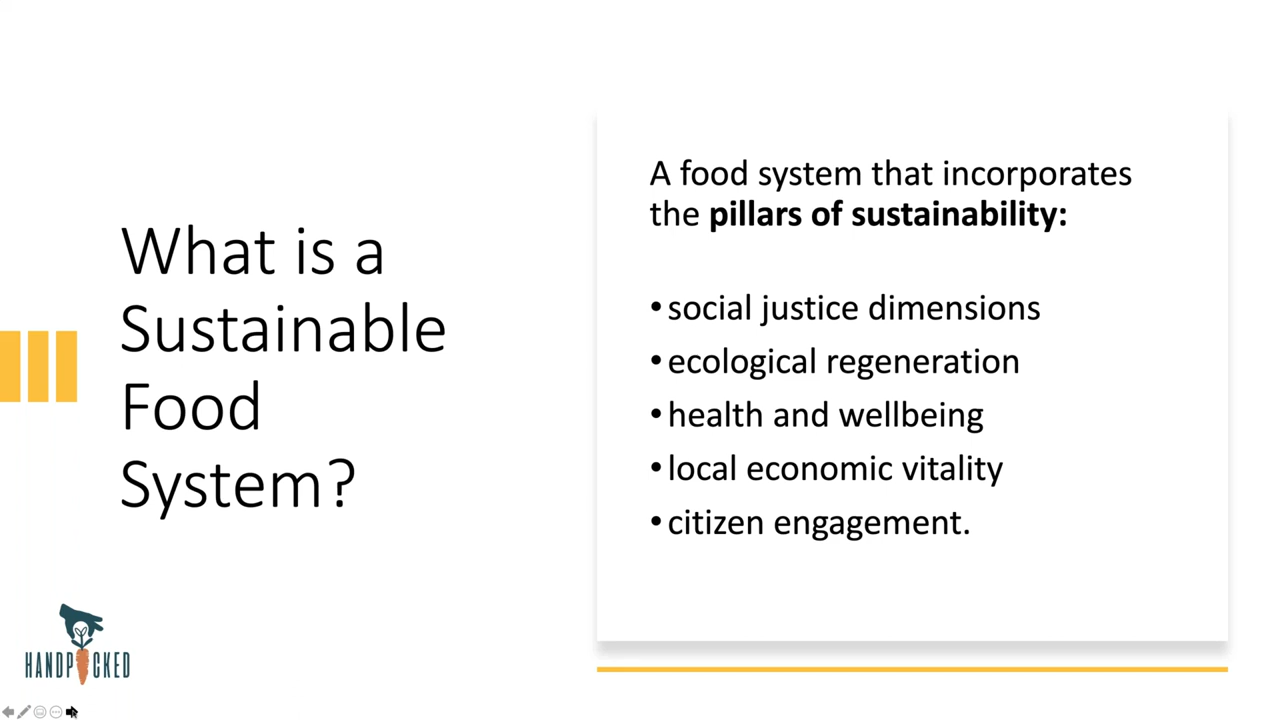 What is a
Sustainable
Food
System?
A food system that incorporates
the pillars of sustainability:
•social justice dimensions
•ecological regeneration
•health and wellbeing
•local economic vitality
•citizen engagement.
HANDPICKED